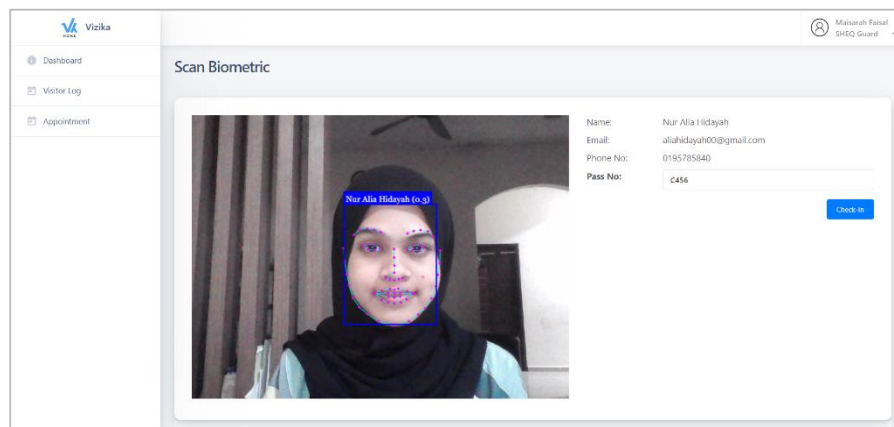 VIZIKA
Vizika
Maisarah Faisal
SHEQ Guard
Dashboard
Visitor Log
Appointment
Scan Biometric
Nur Alia Hidayah (0.3)
Name: Nur Alia Hidayah
Email: aliahidayah00@gmail.com
Phone No: 0195785840
Pass No: C456
Check-In